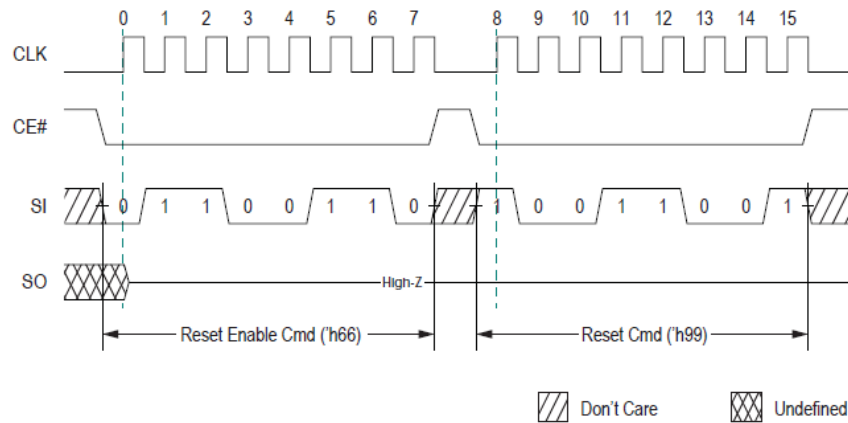 0 1 2 3 4 5 6 7 8 9 10 11 12 13 14 15
CLK
CE#
SI 0 1 1 0 0 1 1 0 1 0 0 1 1 0 0 1
SO High-Z
Reset Enable Cmd ('h66) Reset Cmd ('h99)
Don't Care Undefined